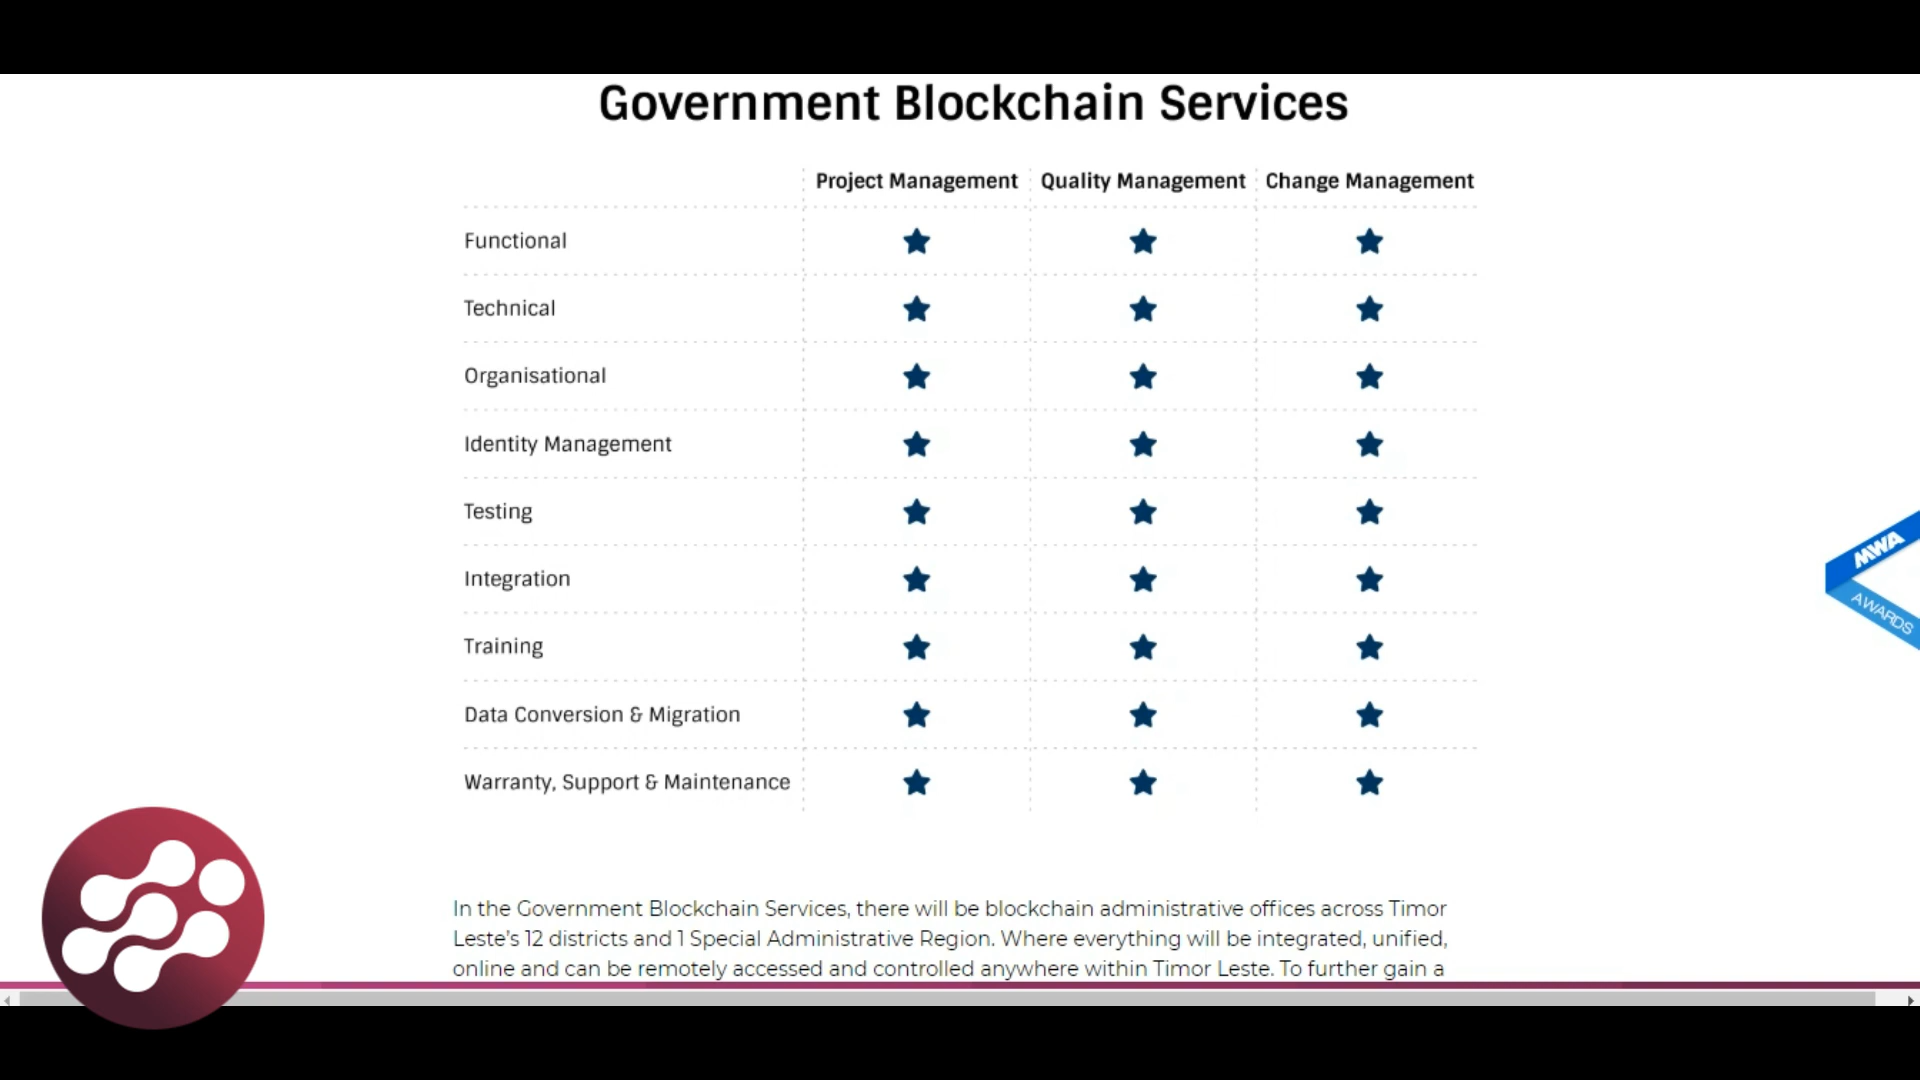 Government Blockchain Services
Project Management Quality Management Change Management
Functional
Technical
Organisational
Identity Management
Testing
Integration
Training
Data Conversion & Migration
Warranty, Support & Maintenance
MWA
AWARDS
In the Government Blockchain Services, there will be blockchain administrative offices across Timor
Leste's 12 districts and 1 Special Administrative Region. Where everything will be integrated, unified,
online and can be remotely accessed and controlled anywhere within Timor Leste. To further gain a